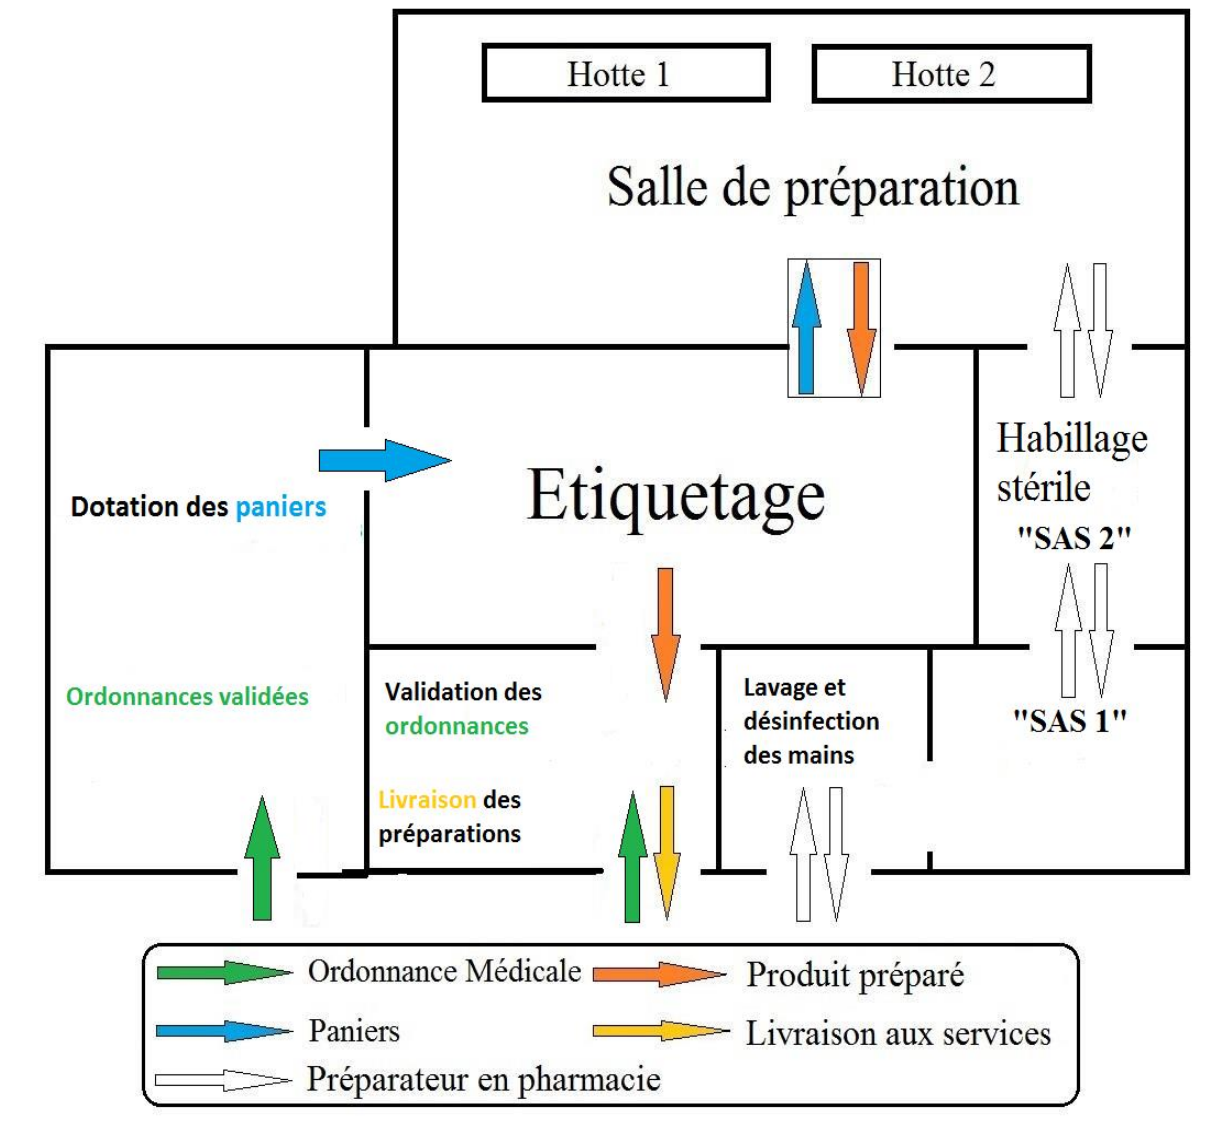 Hotte 1
Hotte 2
Salle de préparation
Habillage
stérile
"SAS 2"
Dotation des paniers
Etiquetage
Ordonnances validées
Validation des
ordonnances
Livraison des
préparations
Lavage et
désinfection
des mains
"SAS 1"
Ordonnance Médicale
Produit préparé
Paniers
Livraison aux services
Préparateur en pharmacie